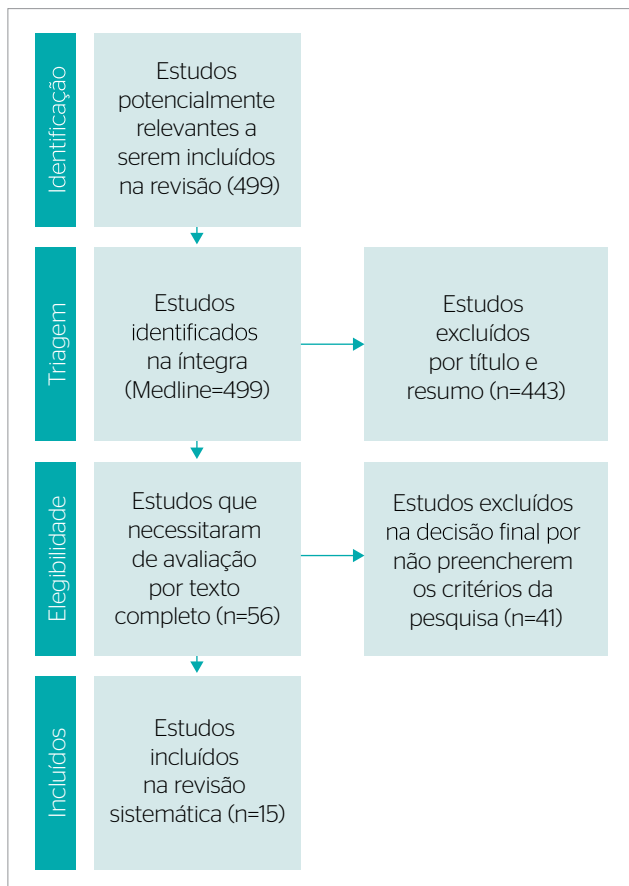 Identificação
Estudos
potencialmente
relevantes a
serem incluídos
na revisão (499)
Triagem
Estudos
identificados
na íntegra
(Medline=499)
Estudos
excluídos
por título e
resumo (n=443)
Elegibilidade
Estudos que
necessitaram
de avaliação
por texto
completo (n=56)
Estudos excluídos
na decisão final por
não preencherem
os critérios da
pesquisa (n=41)
Incluídos
Estudos
incluídos
na revisão
sistemática (n=15)